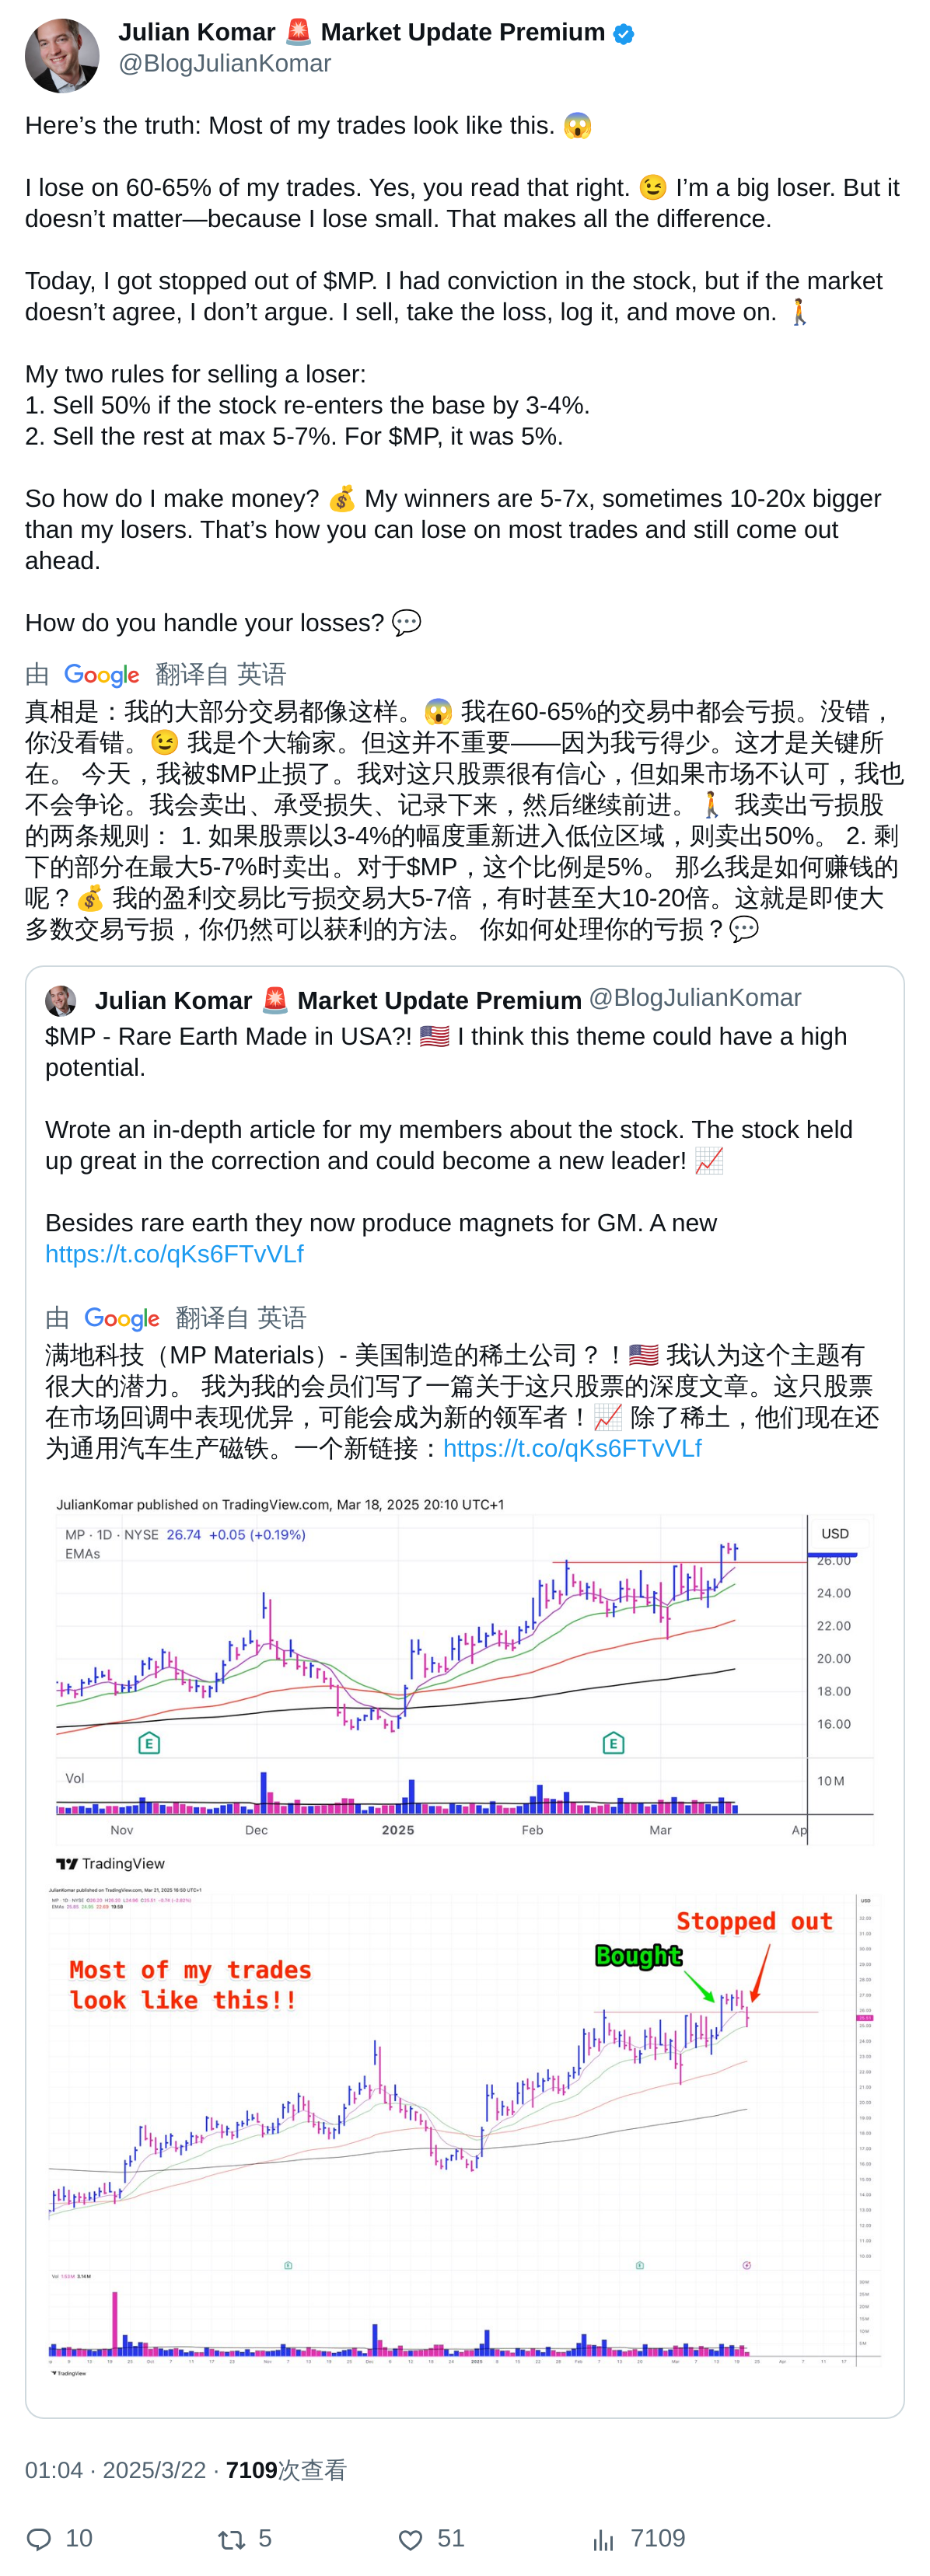 Julian Komar 🚨 Market Update Premium
@BlogJulianKomar
Here’s the truth: Most of my trades look like this. 😱
I lose on 60-65% of my trades. Yes, you read that right. 😉 I’m a big loser. But it
doesn’t matter—because I lose small. That makes all the difference.
Today, I got stopped out of $MP. I had conviction in the stock, but if the market
doesn’t agree, I don’t argue. I sell, take the loss, log it, and move on. 🚶
My two rules for selling a loser:
1. Sell 50% if the stock re-enters the base by 3-4%.
2. Sell the rest at max 5-7%. For $MP, it was 5%.
So how do I make money? 💰 My winners are 5-7x, sometimes 10-20x bigger
than my losers. That’s how you can lose on most trades and still come out
ahead.
How do you handle your losses? 💬
由 Google 翻译自 英语
真相是：我的大部分交易都像这样。😱 我在60-65%的交易中都会亏损。没错，
你没看错。😉 我是个大输家。但这并不重要——因为我亏得少。这才是关键所
在。 今天，我被$MP止损了。我对这只股票很有信心，但如果市场不认可，我也
不会争论。我会卖出、承受损失、记录下来，然后继续前进。🚶 我卖出亏损股
的两条规则： 1. 如果股票以3-4%的幅度重新进入低位区域，则卖出50%。 2. 剩
下的部分在最大5-7%时卖出。对于$MP，这个比例是5%。 那么我是如何赚钱的
呢？💰 我的盈利交易比亏损交易大5-7倍，有时甚至大10-20倍。这就是即使大
多数交易亏损，你仍然可以获利的方法。 你如何处理你的亏损？💬
Julian Komar 🚨 Market Update Premium @BlogJulianKomar
$MP - Rare Earth Made in USA?! 🇺🇸 I think this theme could have a high
potential.
Wrote an in-depth article for my members about the stock. The stock held
up great in the correction and could become a new leader! 📈
Besides rare earth they now produce magnets for GM. A new
https://t.co/qKs6FTvVLf
由 Google 翻译自 英语
满地科技（MP Materials）- 美国制造的稀土公司？！🇺🇸 我认为这个主题有
很大的潜力。 我为我的会员们写了一篇关于这只股票的深度文章。这只股票
在市场回调中表现优异，可能会成为新的领军者！📈 除了稀土，他们现在还
为通用汽车生产磁铁。一个新链接：https://t.co/qKs6FTvVLf
JulianKomar published on TradingView.com, Mar 18, 2025 20:10 UTC+1
MP · 1D · NYSE 26.74 +0.05 (+0.19%)
USD
EMAs
26.00
24.00
22.00
20.00
18.00
16.00
E
E
Vol
10 M
Nov Dec 2025 Feb Mar Ap
TradingView
JulianKomar published on TradingView.com, Mar 21, 2025 18:50 UTC+1
USD
Stopped out
Bought
Most of my trades
look like this!!
TradingView
01:04 · 2025/3/22 · 7109次查看
10 5 51 7109